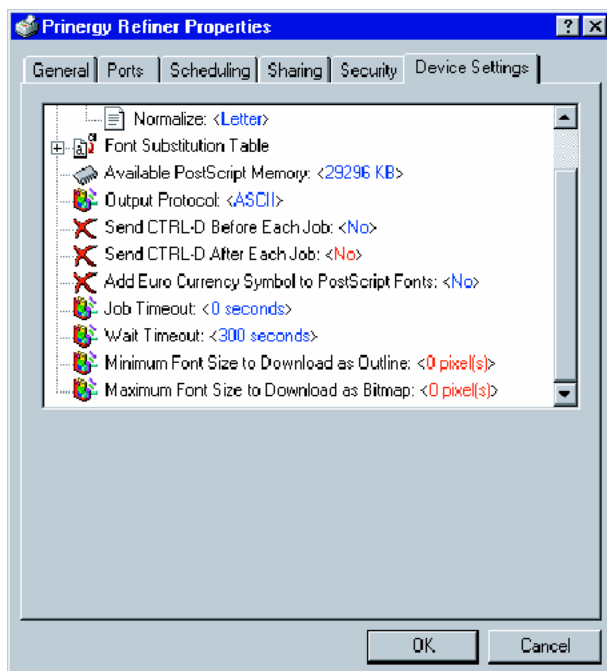 Prinergy Refiner Properties
General Ports Scheduling Sharing Security Device Settings
Normalize: <Letter>
Font Substitution Table
Available PostScript Memory: <29296 KB>
Output Protocol: <ASCII>
Send CTRL-D Before Each Job: <No>
Send CTRL-D After Each Job: <No>
Add Euro Currency Symbol to PostScript Fonts: <No>
Job Timeout: <0 seconds>
Wait Timeout: <300 seconds>
Minimum Font Size to Download as Outline: <0 pixel(s)>
Maximum Font Size to Download as Bitmap: <0 pixel(s)>
OK Cancel